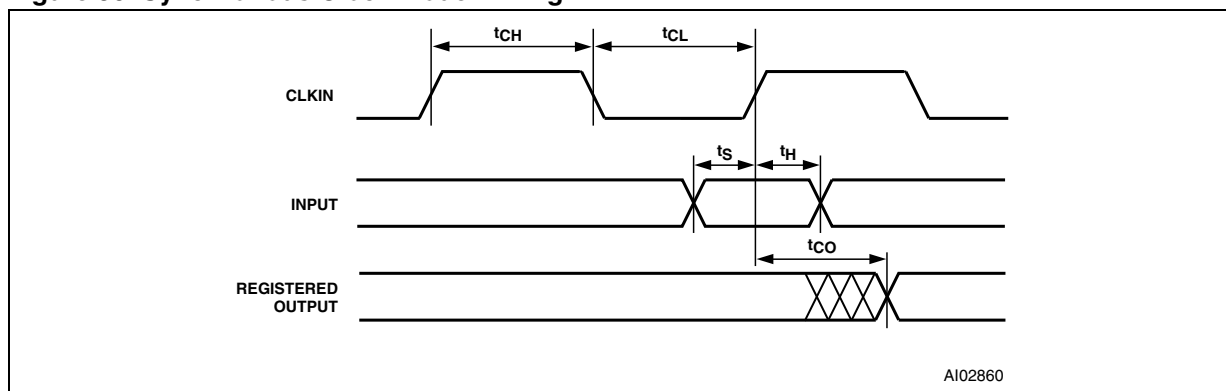 tCH
tCL
CLKIN
tS
tH
INPUT
tCO
REGISTERED
OUTPUT
AI02860